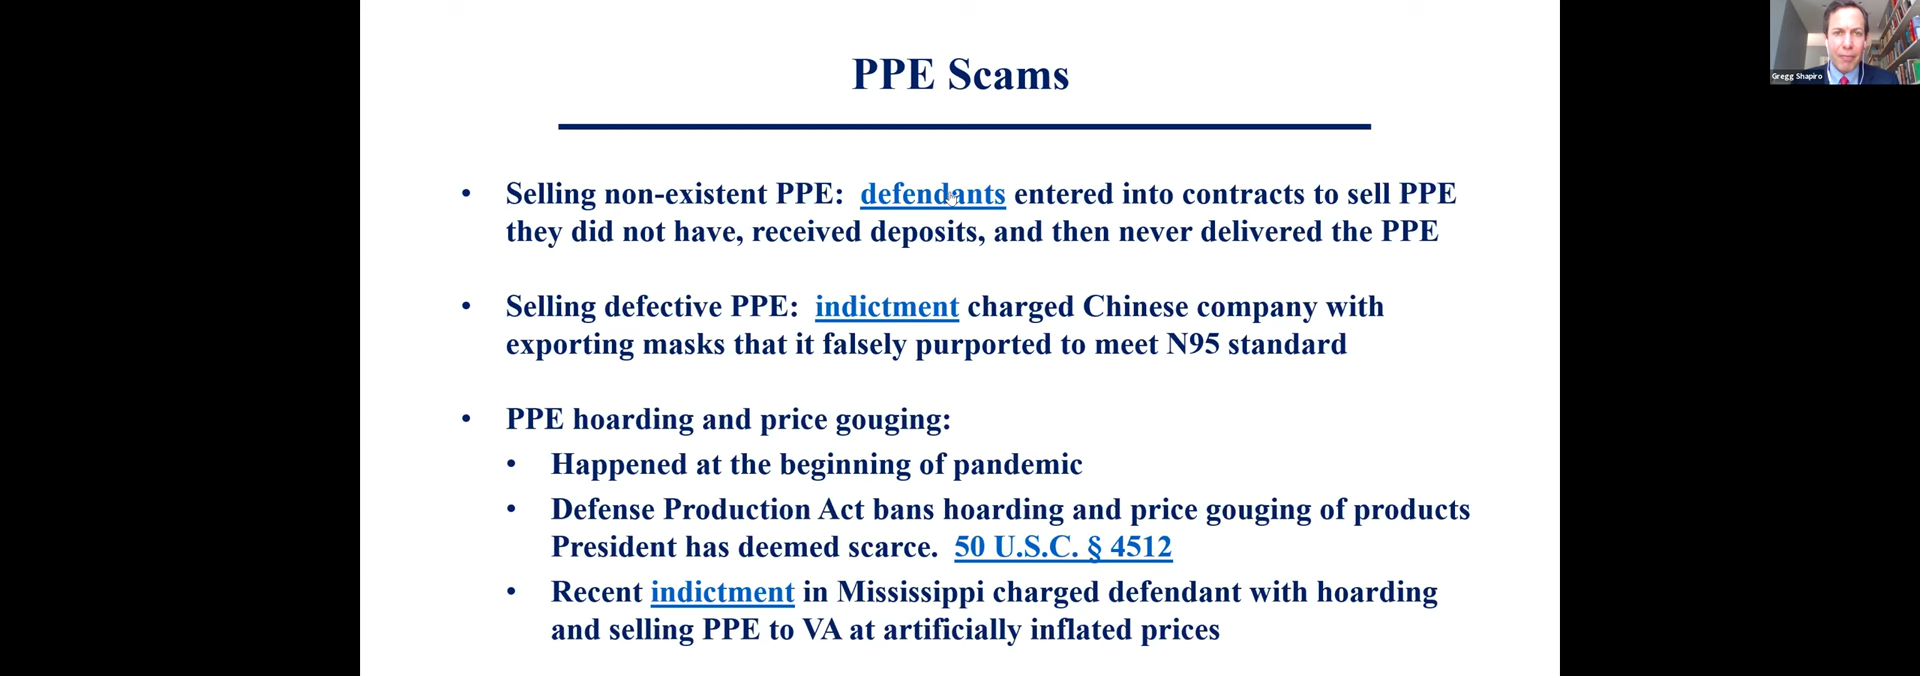 PPE Scams
Gregg Shapiro
• Selling non-existent PPE: defendants entered into contracts to sell PPE
they did not have, received deposits, and then never delivered the PPE
• Selling defective PPE: indictment charged Chinese company with
exporting masks that it falsely purported to meet N95 standard
• PPE hoarding and price gouging:
• Happened at the beginning of pandemic
• Defense Production Act bans hoarding and price gouging of products
President has deemed scarce. 50 U.S.C. § 4512
• Recent indictment in Mississippi charged defendant with hoarding
and selling PPE to VA at artificially inflated prices